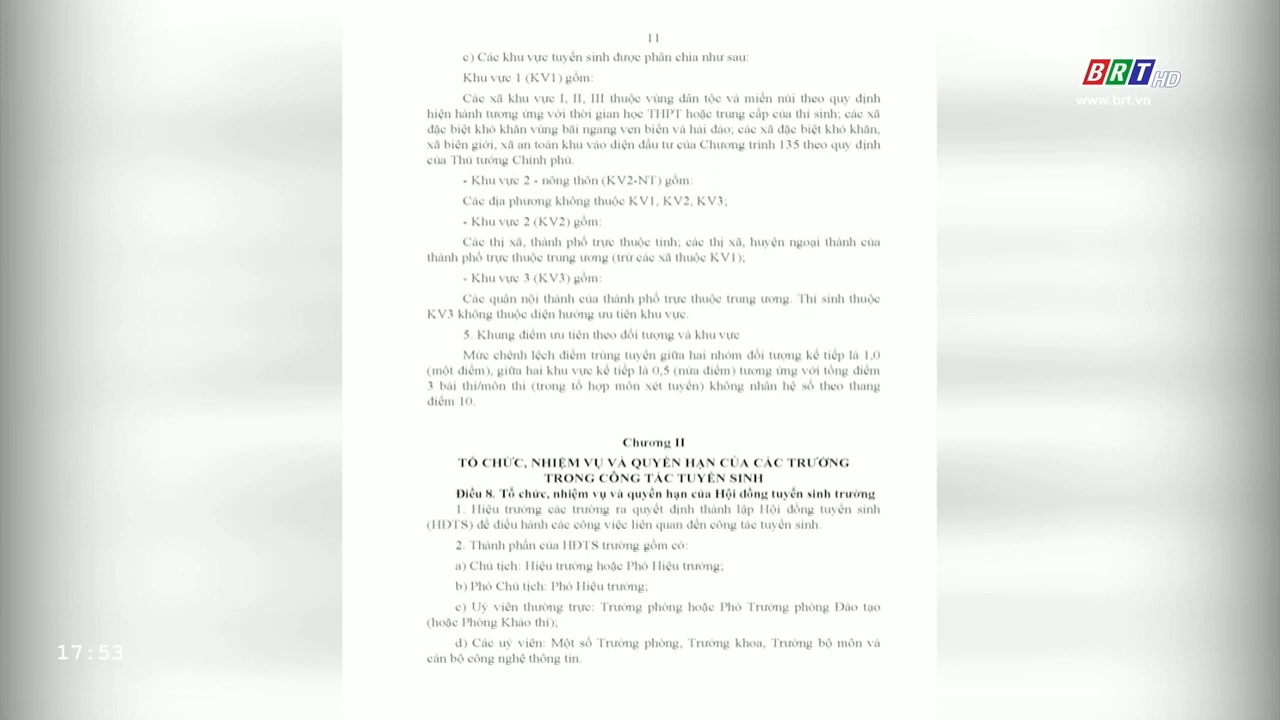 11
c) Các khu vực tuyển sinh được phân chia như sau:
Khu vực 1 (KV1) gồm:
Các xã khu vực I, II, III thuộc vùng dân tộc và miền núi theo quy định
hiện hành tương ứng với thời gian học THPT hoặc trung cấp của thí sinh; các xã
đặc biệt khó khăn vùng bãi ngang ven biển và hải đảo; các xã đặc biệt khó khăn,
xã biên giới, xã an toàn khu vào diện đầu tư của Chương trình 135 theo quy định
của Thủ tướng Chính phủ.
- Khu vực 2 - nông thôn (KV2-NT) gồm:
Các địa phương không thuộc KV1, KV2, KV3;
- Khu vực 2 (KV2) gồm:
Các thị xã, thành phố trực thuộc tỉnh; các thị xã, huyện ngoại thành của
thành phố trực thuộc trung ương (trừ các xã thuộc KV1);
- Khu vực 3 (KV3) gồm:
Các quận nội thành của thành phố trực thuộc trung ương. Thí sinh thuộc
KV3 không thuộc diện hưởng ưu tiên khu vực.
5. Khung điểm ưu tiên theo đối tượng và khu vực
Mức chênh lệch điểm trúng tuyển giữa hai nhóm đối tượng kế tiếp là 1,0
(một điểm), giữa hai khu vực kế tiếp là 0,5 (nửa điểm) tương ứng với tổng điểm
3 bài thi/môn thi (trong tổ hợp môn xét tuyển) không nhân hệ số theo thang
điểm 10.
Chương II
TỔ CHỨC, NHIỆM VỤ VÀ QUYỀN HẠN CỦA CÁC TRƯỜNG
TRONG CÔNG TÁC TUYỂN SINH
Điều 8. Tổ chức, nhiệm vụ và quyền hạn của Hội đồng tuyển sinh trường
1. Hiệu trưởng các trường ra quyết định thành lập Hội đồng tuyển sinh
(HĐTS) để điều hành các công việc liên quan đến công tác tuyển sinh.
2. Thành phần của HĐTS trường gồm có:
a) Chủ tịch: Hiệu trưởng hoặc Phó Hiệu trưởng;
b) Phó Chủ tịch: Phó Hiệu trưởng;
c) Uỷ viên thường trực: Trưởng phòng hoặc Phó Trưởng phòng Đào tạo
(hoặc Phòng Khảo thí);
d) Các uỷ viên: Một số Trưởng phòng, Trưởng khoa, Trưởng bộ môn và
cán bộ công nghệ thông tin.
BRT HD
www.brt.vn
17:53